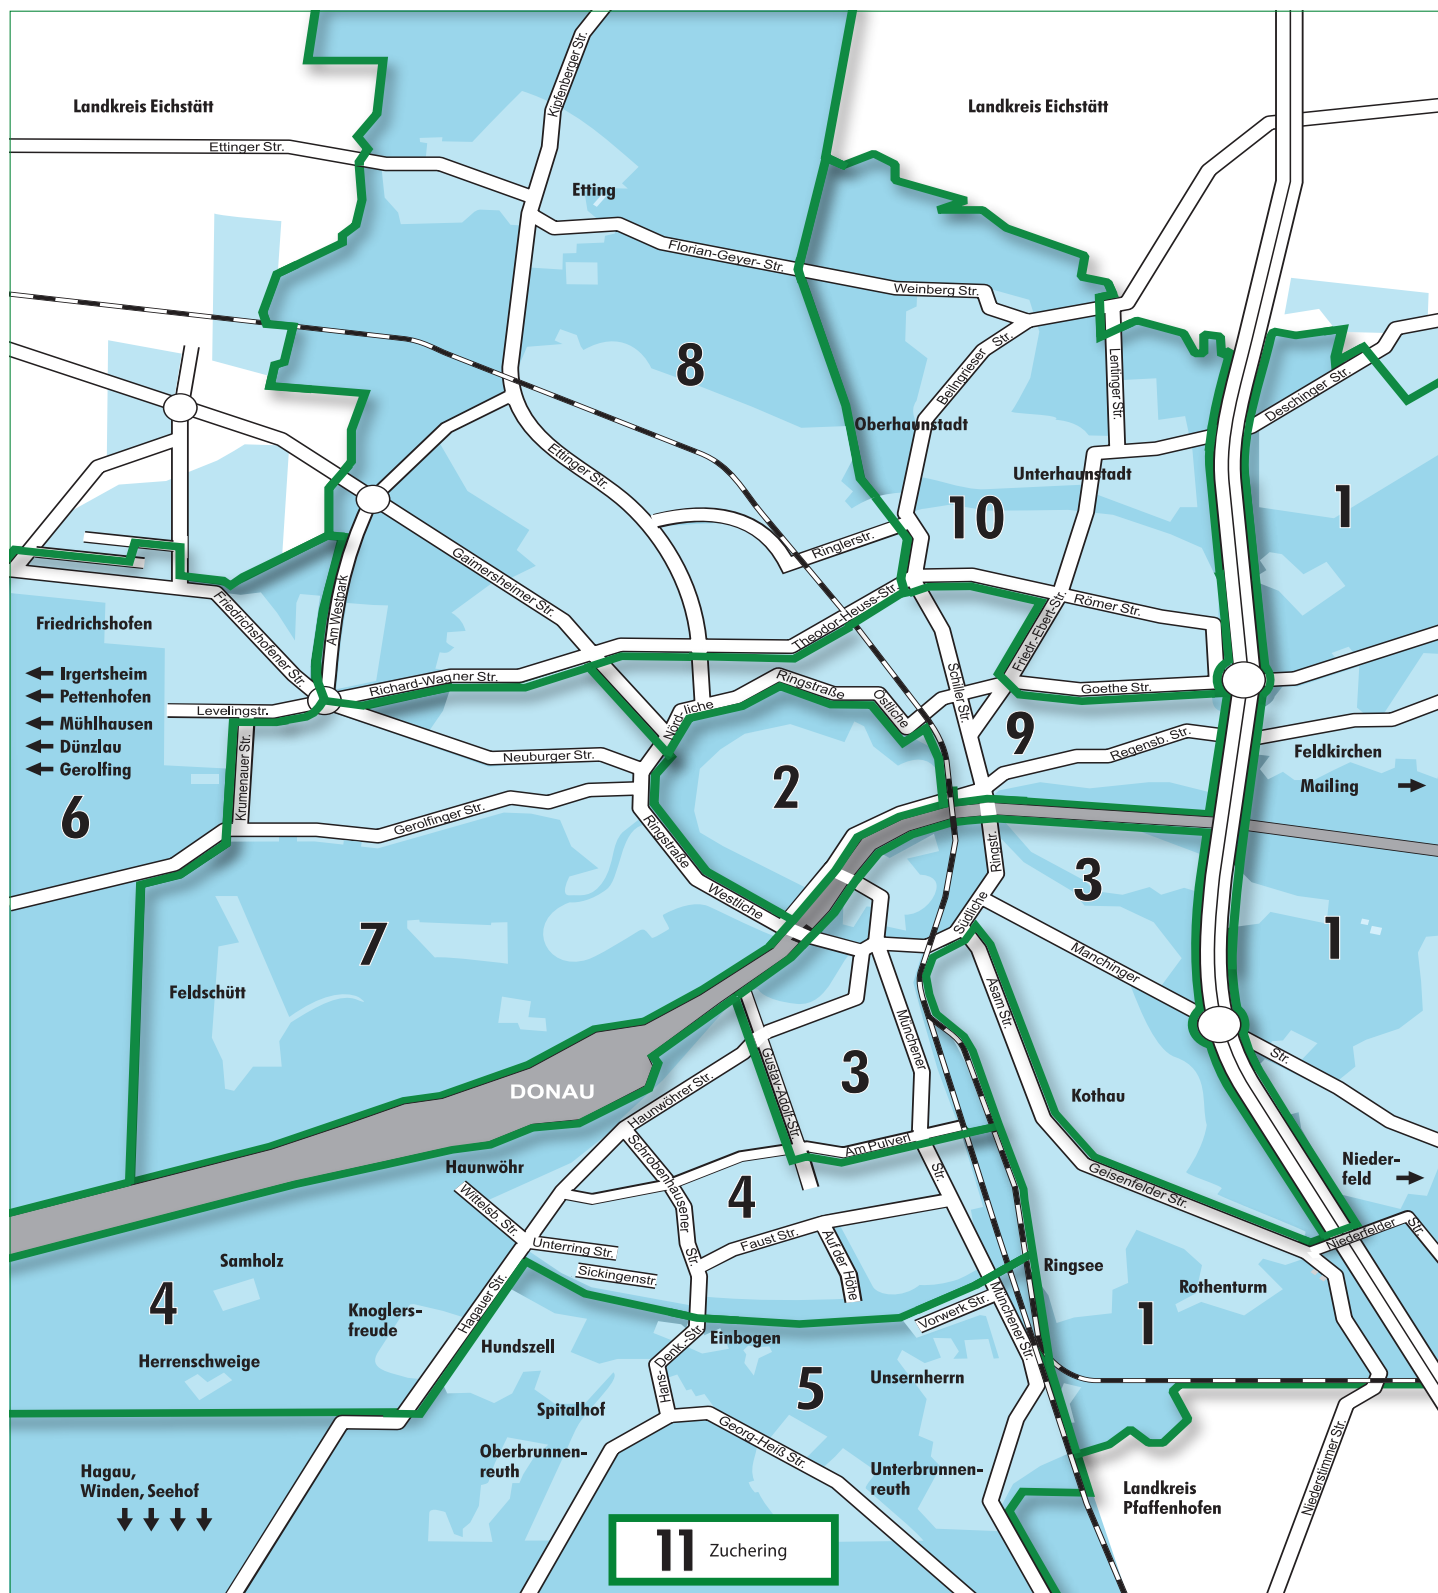 Landkreis Eichstätt
Landkreis Eichstätt
Kipfenberger Str.
Ettinger Str.
Etting
Florian-Geyer- Str.
Weinberg Str.
8
Beilngrieser Str.
Lentinger Str.
Deschinger Str.
Oberhaunstadt
Unterhaunstadt
Ettinger Str.
10
1
Ringlerstr.
Gaimersheimer Str.
Am Westpark
Friedrichshofener Str.
Theodor-Heuss-Str.
Friedr.-Ebert-Str.
Römer Str.
Friedrichshofen
Irgertsheim
Pettenhofen
Mühlhausen
Dünzlau
Gerolfing
6
Levelingstr.
Richard-Wagner Str.
Nördliche
Ringstraße
Östliche
Schiller Str.
Goethe Str.
9
Regensb. Str.
Feldkirchen
Mailing
Krumenauer Str.
Neuburger Str.
Gerolfinger Str.
2
Ringstraße
Westliche
Ringstr.
Südliche
3
1
7
Feldschütt
Manchinger
Str.
Asam Str.
Münchener
Str.
DONAU
3
Gustav-Adolf-Str.
Haunwöhrer Str.
Kothau
Am Pulverl
Haunwöhr
Schrobenhausener
Str.
Wittelsb. Str.
4
Geisenfelder Str.
Nieder-
feld
Unterring Str.
Faust Str.
Auf der Höhe
Niederfelder
Str.
Samholz
Sickingenstr.
Ringsee
Rothenturm
4
Knoglers-
freude
Hagauer Str.
Vorwerk Str.
Münchener Str.
1
Hundszell
Hans-Denk.-Str.
Einbogen
Herrenschweige
5
Unsernherrn
Spitalhof
Georg-Heiß Str.
Oberbrunnen-
reuth
Unterbrunnen-
reuth
Niederstimmer Str.
Hagau,
Winden, Seehof
Landkreis
Pfaffenhofen
11 Zuchering